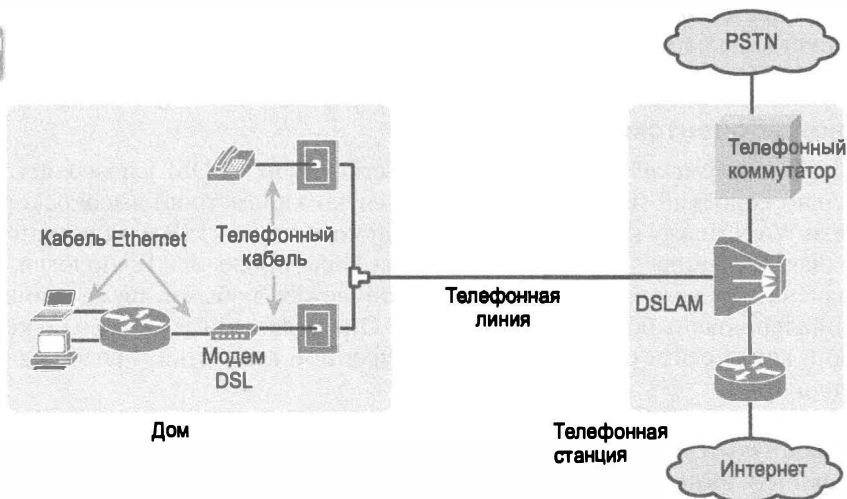 PSTN
Телефонный
коммутатор
Кабель Ethernet
Телефонный
кабель
Телефонная
линия
DSLAM
Модем
DSL
Дом
Телефонная
станция
Интернет